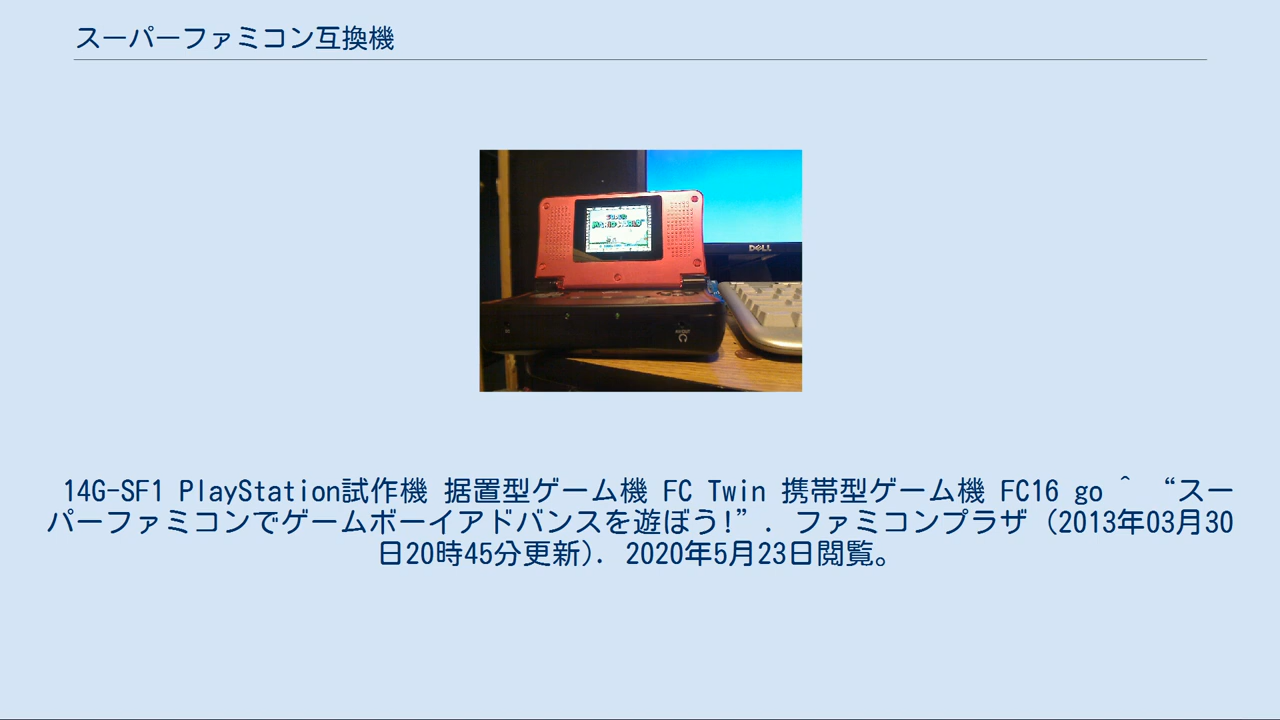 スーパーファミコン互換機
DELL
14G-SF1 PlayStation試作機 据置型ゲーム機 FC Twin 携帯型ゲーム機 FC16 go ^ “スー
パーファミコンでゲームボーイアドバンスを遊ぼう!”. ファミコンプラザ (2013年03月30
日20時45分更新). 2020年5月23日閲覧。